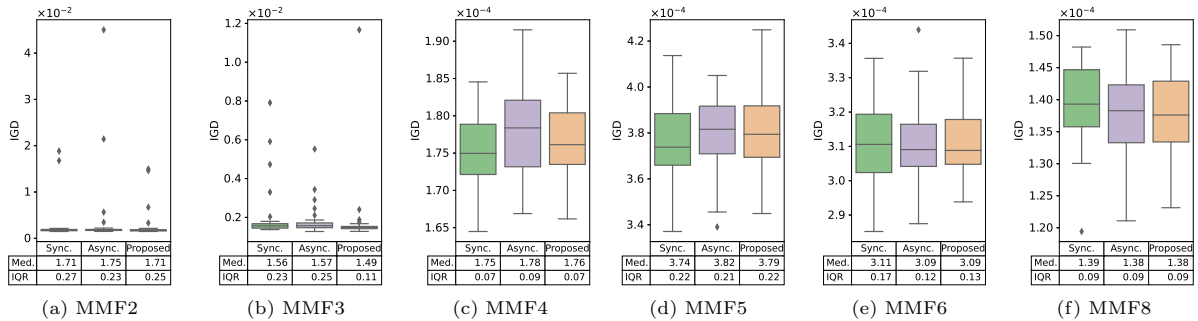 ×10−2
4
2
0
IGD
Sync. Async. Proposed
Med. 1.71 1.75 1.71
IQR 0.27 0.23 0.25
(a) MMF2
×10−2
1.2
1.0
0.8
0.6
0.4
0.2
IGD
Sync. Async. Proposed
Med. 1.56 1.57 1.49
IQR 0.23 0.25 0.11
(b) MMF3
×10−4
1.90
1.85
1.80
1.75
1.70
1.65
IGD
Sync. Async. Proposed
Med. 1.75 1.78 1.76
IQR 0.07 0.09 0.07
(c) MMF4
×10−4
4.2
4.0
3.8
3.6
3.4
IGD
Sync. Async. Proposed
Med. 3.74 3.82 3.79
IQR 0.22 0.21 0.22
(d) MMF5
×10−4
3.4
3.3
3.2
3.1
3.0
2.9
2.8
IGD
Sync. Async. Proposed
Med. 3.11 3.09 3.09
IQR 0.17 0.12 0.13
(e) MMF6
×10−4
1.50
1.40
1.30
1.20
IGD
Sync. Async. Proposed
Med. 1.39 1.38 1.38
IQR 0.09 0.09 0.09
(f) MMF8